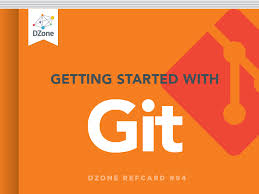 DZone
GETTING STARTED WITH
Git
DZONE REFCARD #94